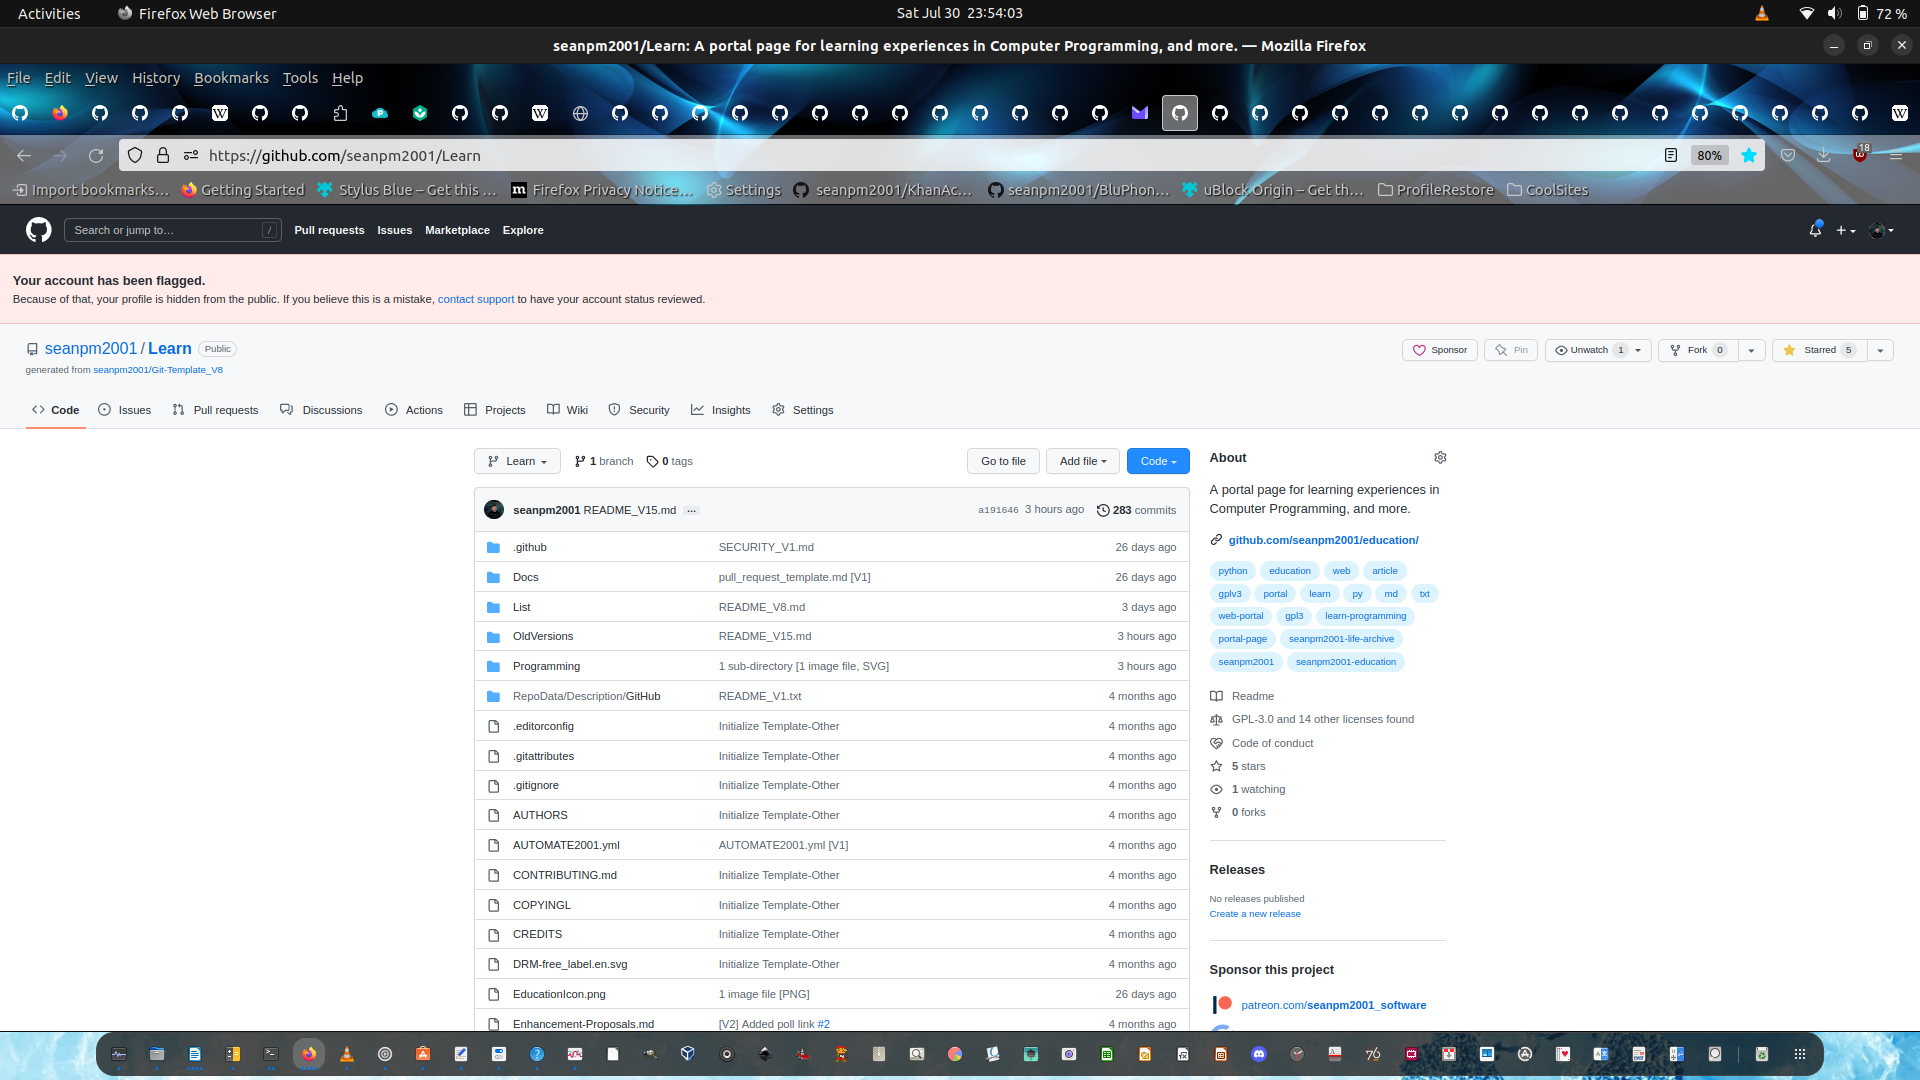 Activities
Firefox Web Browser
Sat Jul 30 23:54:03
72 %
seanpm2001/Learn: A portal page for learning experiences in Computer Programming, and more. — Mozilla Firefox
File Edit View History Bookmarks Tools Help
https://github.com/seanpm2001/Learn
80%
18
Import bookmarks…
Getting Started
Stylus Blue – Get this …
Firefox Privacy Notice…
Settings
seanpm2001/KhanAc…
seanpm2001/BluPhon…
uBlock Origin – Get th…
ProfileRestore
CoolSites
Search or jump to…
/
Pull requests Issues Marketplace Explore
Your account has been flagged.
Because of that, your profile is hidden from the public. If you believe this is a mistake, contact support to have your account status reviewed.
seanpm2001 / Learn Public
generated from seanpm2001/Git-Template_V8
Sponsor
Pin
Unwatch 1
Fork 0
Starred 5
Code
Issues
Pull requests
Discussions
Actions
Projects
Wiki
Security
Insights
Settings
Learn
1 branch
0 tags
Go to file
Add file
Code
seanpm2001 README_V15.md ...
a191646 3 hours ago
283 commits
.github SECURITY_V1.md 26 days ago
Docs pull_request_template.md [V1] 26 days ago
List README_V8.md 3 days ago
OldVersions README_V15.md 3 hours ago
Programming 1 sub-directory [1 image file, SVG] 3 hours ago
RepoData/Description/GitHub README_V1.txt 4 months ago
.editorconfig Initialize Template-Other 4 months ago
.gitattributes Initialize Template-Other 4 months ago
.gitignore Initialize Template-Other 4 months ago
AUTHORS Initialize Template-Other 4 months ago
AUTOMATE2001.yml AUTOMATE2001.yml [V1] 4 months ago
CONTRIBUTING.md Initialize Template-Other 4 months ago
COPYINGL Initialize Template-Other 4 months ago
CREDITS Initialize Template-Other 4 months ago
DRM-free_label.en.svg Initialize Template-Other 4 months ago
EducationIcon.png 1 image file [PNG] 26 days ago
Enhancement-Proposals.md [V2] Added poll link #2 4 months ago
About
A portal page for learning experiences in
Computer Programming, and more.
github.com/seanpm2001/education/
python education web article
gplv3 portal learn py md txt
web-portal gpl3 learn-programming
portal-page seanpm2001-life-archive
seanpm2001 seanpm2001-education
Readme
GPL-3.0 and 14 other licenses found
Code of conduct
5 stars
1 watching
0 forks
Releases
No releases published
Create a new release
Sponsor this project
patreon.com/seanpm2001_software